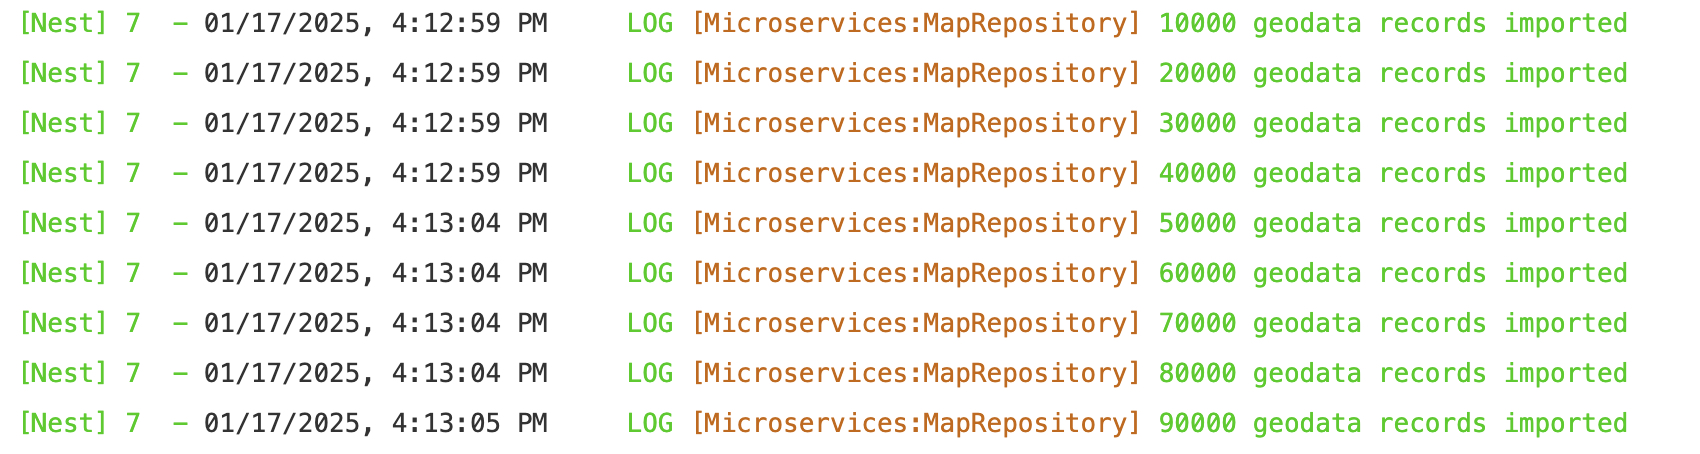 [Nest] 7  - 01/17/2025, 4:12:59 PM     LOG [Microservices:MapRepository] 10000 geodata records imported
[Nest] 7  - 01/17/2025, 4:12:59 PM     LOG [Microservices:MapRepository] 20000 geodata records imported
[Nest] 7  - 01/17/2025, 4:12:59 PM     LOG [Microservices:MapRepository] 30000 geodata records imported
[Nest] 7  - 01/17/2025, 4:12:59 PM     LOG [Microservices:MapRepository] 40000 geodata records imported
[Nest] 7  - 01/17/2025, 4:13:04 PM     LOG [Microservices:MapRepository] 50000 geodata records imported
[Nest] 7  - 01/17/2025, 4:13:04 PM     LOG [Microservices:MapRepository] 60000 geodata records imported
[Nest] 7  - 01/17/2025, 4:13:04 PM     LOG [Microservices:MapRepository] 70000 geodata records imported
[Nest] 7  - 01/17/2025, 4:13:04 PM     LOG [Microservices:MapRepository] 80000 geodata records imported
[Nest] 7  - 01/17/2025, 4:13:05 PM     LOG [Microservices:MapRepository] 90000 geodata records imported